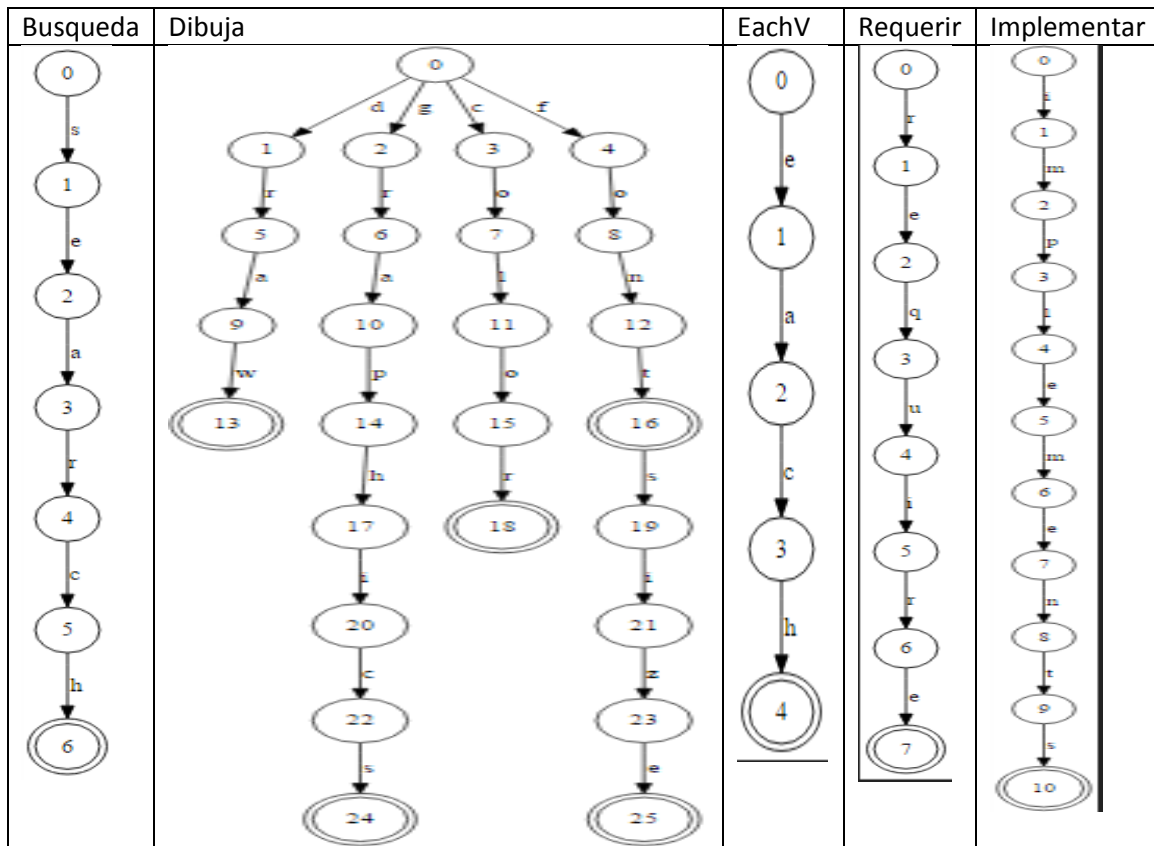 Busqueda Dibuja EachV Requerir Implementar
0
s
1
e
2
a
3
r
4
c
5
h
6
0
d g c f
1 2 3 4
r r o o
5 6 7 8
a a l n
9 10 11 12
w p o t
13 14 15 16
h r s
17 18 19
i i
20 21
c z
22 23
s e
24 25
0
e
1
a
2
c
3
h
4
0
r
1
e
2
q
3
u
4
i
5
r
6
e
7
0
i
1
m
2
p
3
l
4
e
5
m
6
e
7
n
8
t
9
s
10